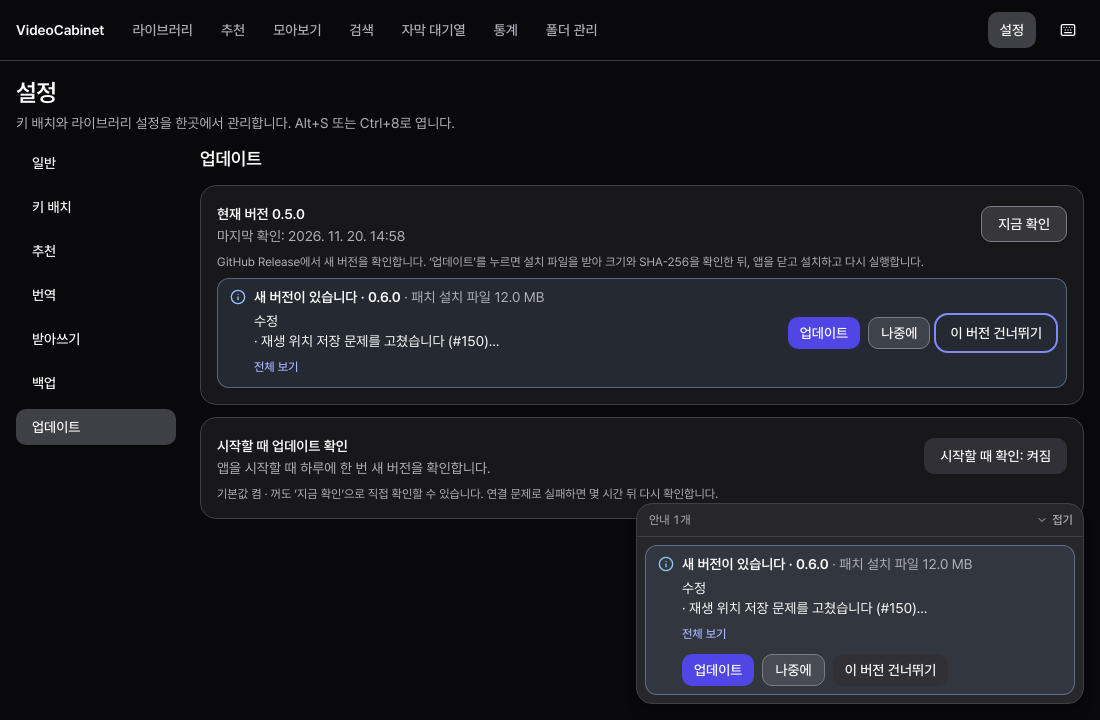 VideoCabinet 라이브러리 추천 모아보기 검색 자막 대기열 통계 폴더 관리 설정
설정
키 배치와 라이브러리 설정을 한곳에서 관리합니다. Alt+S 또는 Ctrl+8로 엽니다.
일반
키 배치
추천
번역
받아쓰기
백업
업데이트
업데이트
현재 버전 0.5.0
마지막 확인: 2026. 11. 20. 14:58
지금 확인
GitHub Release에서 새 버전을 확인합니다. ‘업데이트’를 누르면 설치 파일을 받아 크기와 SHA-256을 확인한 뒤, 앱을 닫고 설치하고 다시 실행합니다.
새 버전이 있습니다 · 0.6.0 · 패치 설치 파일 12.0 MB
수정
· 재생 위치 저장 문제를 고쳤습니다 (#150)…
전체 보기
업데이트 나중에 이 버전 건너뛰기
시작할 때 업데이트 확인
앱을 시작할 때 하루에 한 번 새 버전을 확인합니다.
시작할 때 확인: 켜짐
기본값 켬 · 꺼도 ‘지금 확인’으로 직접 확인할 수 있습니다. 연결 문제로 실패하면 몇 시간 뒤 다시 확인합니다.
안내 1개 접기
새 버전이 있습니다 · 0.6.0 · 패치 설치 파일 12.0 MB
수정
· 재생 위치 저장 문제를 고쳤습니다 (#150)…
전체 보기
업데이트 나중에 이 버전 건너뛰기